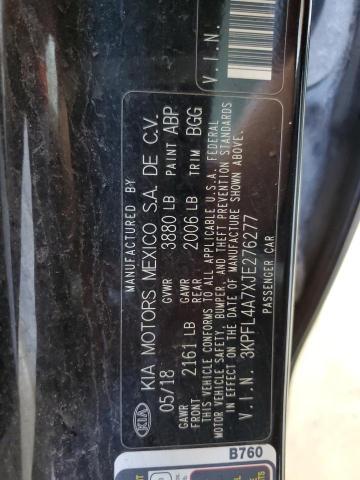 MANUFACTURED BY
KIA KIA MOTORS MEXICO S.A DE C.V.
05/18 GVWR 3880 LB PAINT ABP
GAWR FRONT 2161 LB GAWR REAR 2006 LB TRIM BGG
THIS VEHICLE CONFORMS TO ALL APPLICABLE U.S.A. FEDERAL
MOTOR VEHICLE SAFETY, BUMPER, AND THEFT PREVENTION STANDARDS
IN EFFECT ON THE DATE OF MANUFACTURE SHOWN ABOVE.
V.I.N. 3KPFL4A7XJE276277
PASSENGER CAR
V.I.N.
B760